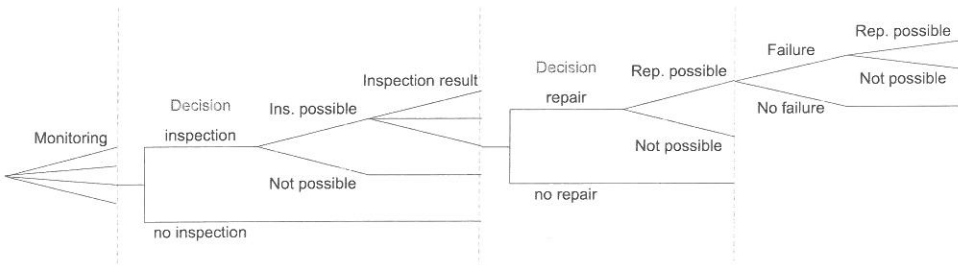 Monitoring
Decision
inspection
no inspection
Ins. possible
Not possible
Inspection result
Decision
repair
no repair
Rep. possible
Not possible
Failure
No failure
Rep. possible
Not possible